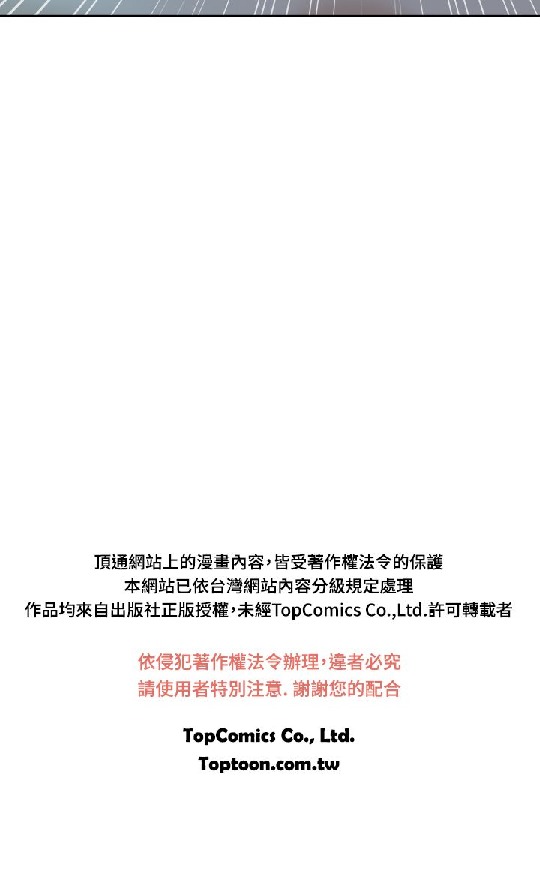 頂通網站上的漫畫內容,皆受著作權法令的保護
本網站已依台灣網站內容分級規定處理
作品均來自出版社正版授權,未經TopComics Co.,Ltd.許可轉載者
依侵犯著作權法令辦理,違者必究
請使用者特別注意. 謝謝您的配合
TopComics Co., Ltd.
Toptoon.com.tw